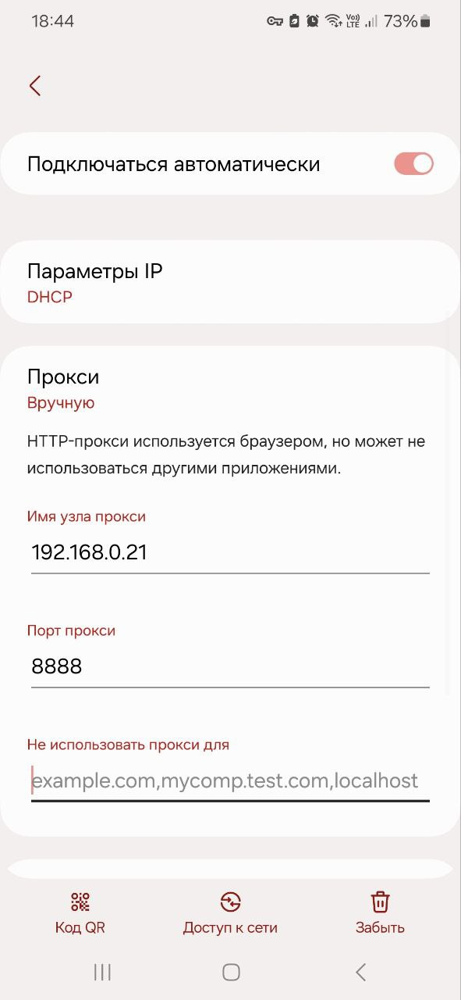 18:44
Vo))
LTE
73%
Подключаться автоматически
Параметры IP
DHCP
Прокси
Вручную
HTTP-прокси используется браузером, но может не
использоваться другими приложениями.
Имя узла прокси
192.168.0.21
Порт прокси
8888
Не использовать прокси для
example.com,mycomp.test.com,localhost
Код QR
Доступ к сети
Забыть